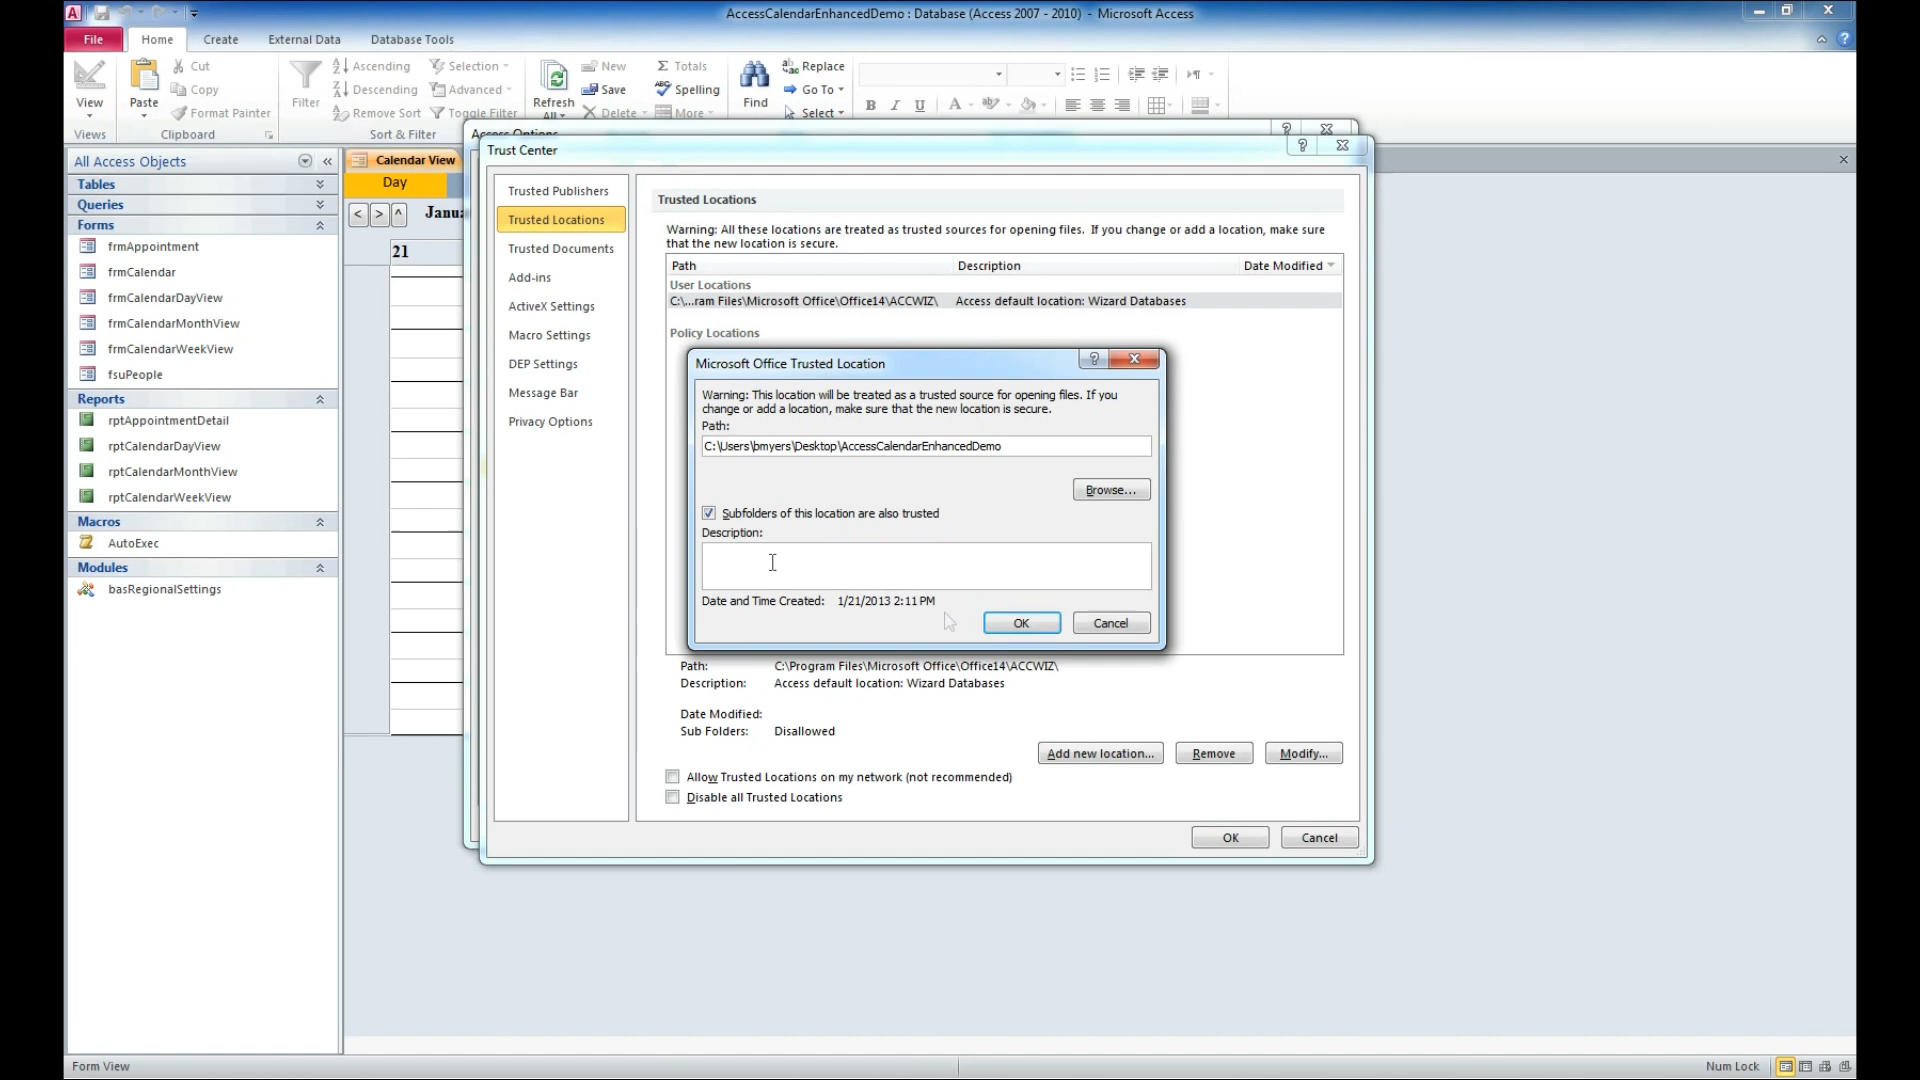 AccessCalendarEnhancedDemo : Database (Access 2007 - 2010) - Microsoft Access
File Home Create External Data Database Tools
Cut Ascending Selection New Totals Replace
Copy Descending Advanced Save Spelling Go To
View Paste Format Painter Filter Remove Sort Toggle Filter Refresh All Delete More Find Select
Views Clipboard Sort & Filter
B I U
Access Options
Trust Center
All Access Objects
Tables
Queries
Forms
frmAppointment
frmCalendar
frmCalendarDayView
frmCalendarMonthView
frmCalendarWeekView
fsuPeople
Reports
rptAppointmentDetail
rptCalendarDayView
rptCalendarMonthView
rptCalendarWeekView
Macros
AutoExec
Modules
basRegionalSettings
Calendar View
Day
< > ^ Janua
21
Trusted Publishers
Trusted Locations
Trusted Documents
Add-ins
ActiveX Settings
Macro Settings
DEP Settings
Message Bar
Privacy Options
Trusted Locations
Warning: All these locations are treated as trusted sources for opening files. If you change or add a location, make sure
that the new location is secure.
Path Description Date Modified
User Locations
C:\...ram Files\Microsoft Office\Office14\ACCWIZ\ Access default location: Wizard Databases
Policy Locations
Microsoft Office Trusted Location
Warning: This location will be treated as a trusted source for opening files. If you
change or add a location, make sure that the new location is secure.
Path:
C:\Users\bmyers\Desktop\AccessCalendarEnhancedDemo
Browse...
Subfolders of this location are also trusted
Description:
Date and Time Created: 1/21/2013 2:11 PM
OK Cancel
Path: C:\Program Files\Microsoft Office\Office14\ACCWIZ\
Description: Access default location: Wizard Databases
Date Modified:
Sub Folders: Disallowed
Add new location... Remove Modify...
Allow Trusted Locations on my network (not recommended)
Disable all Trusted Locations
OK Cancel
Form View Num Lock